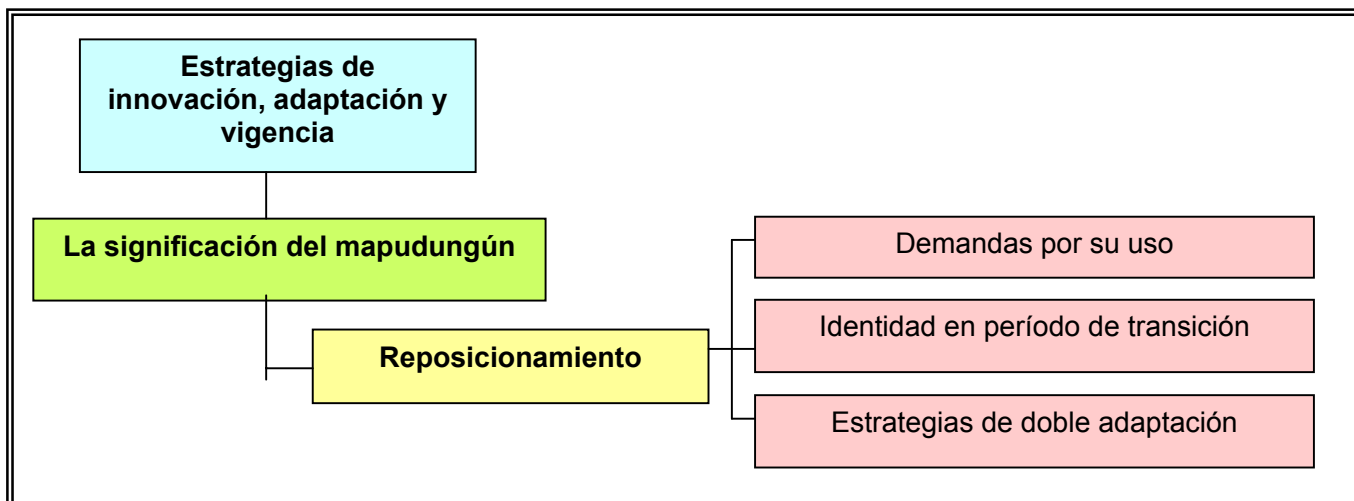 Estrategias de
innovación, adaptación y
vigencia
La significación del mapudungún
Reposicionamiento
Demandas por su uso
Identidad en período de transición
Estrategias de doble adaptación